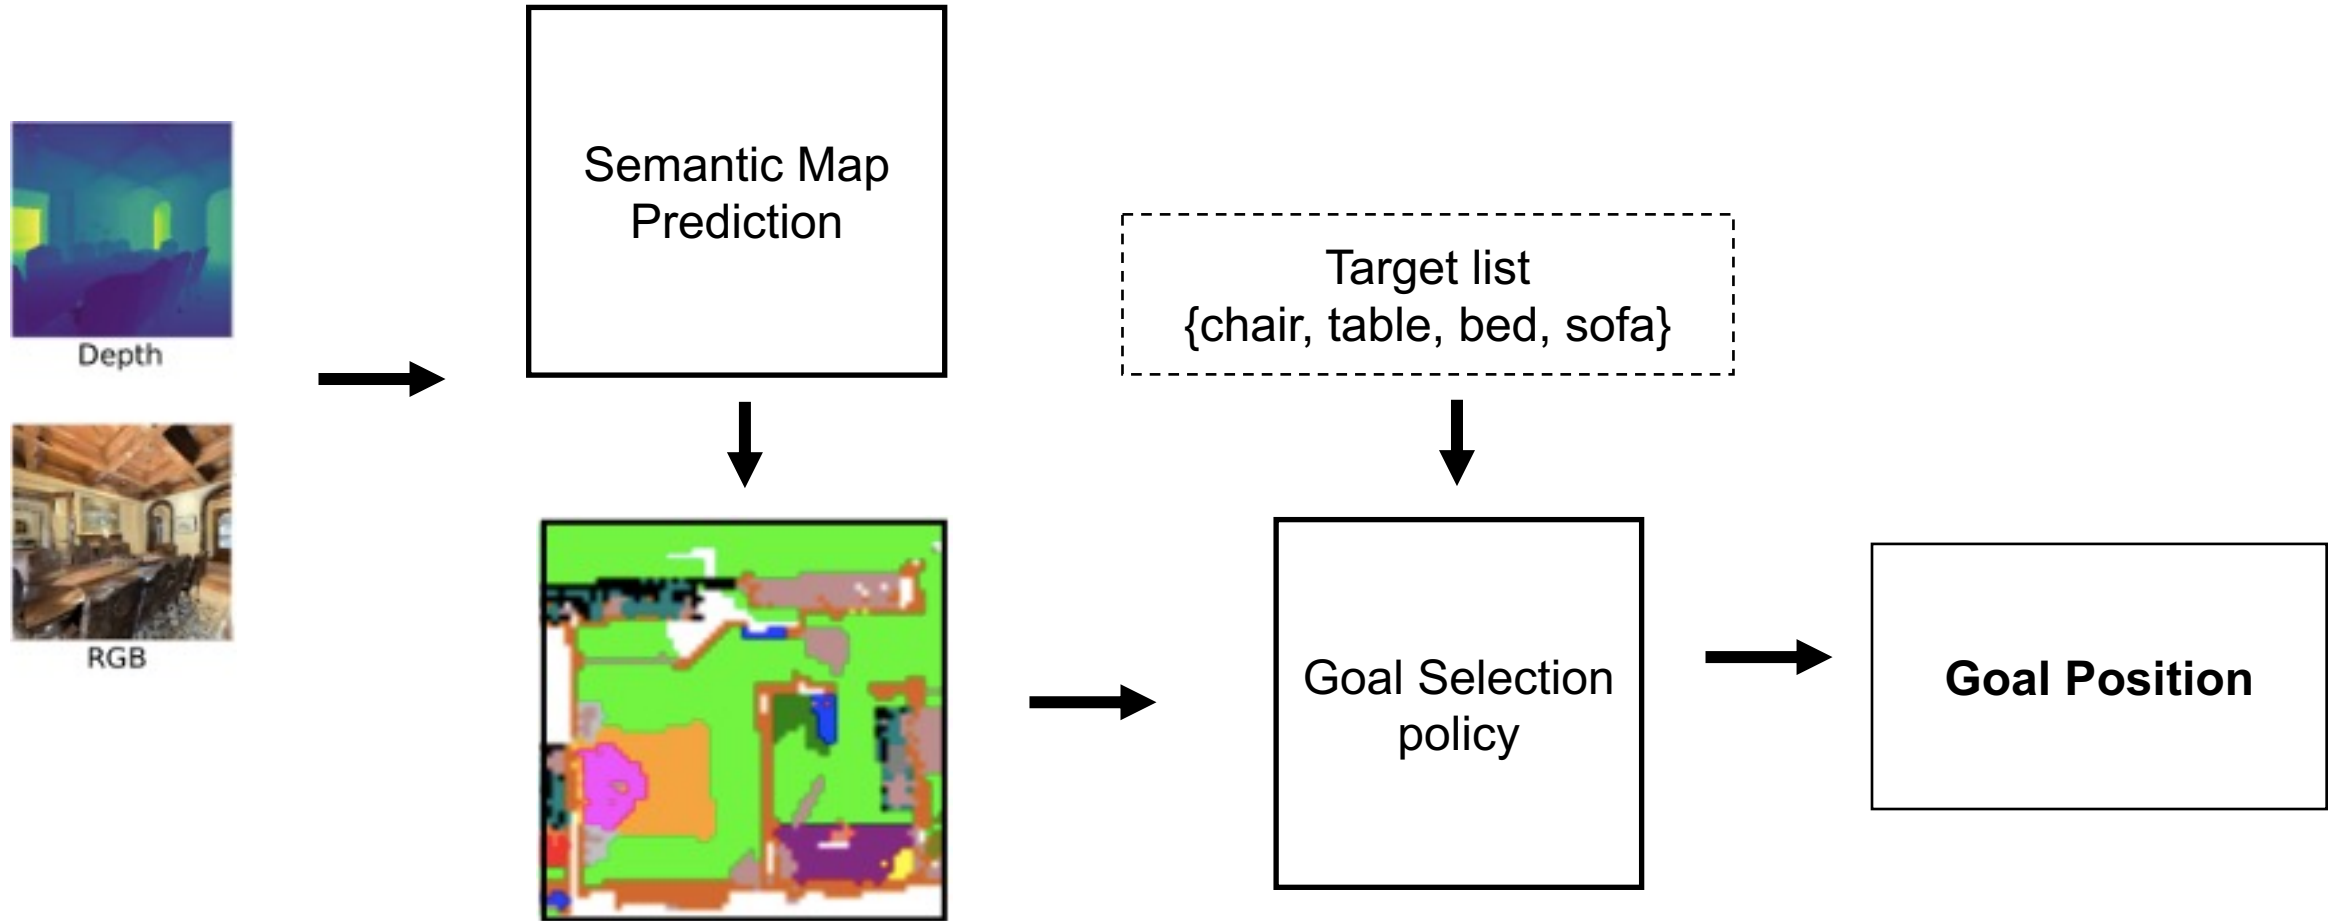 Depth
RGB
Semantic Map
Prediction
Target list
{chair, table, bed, sofa}
Goal Selection
policy
Goal Position